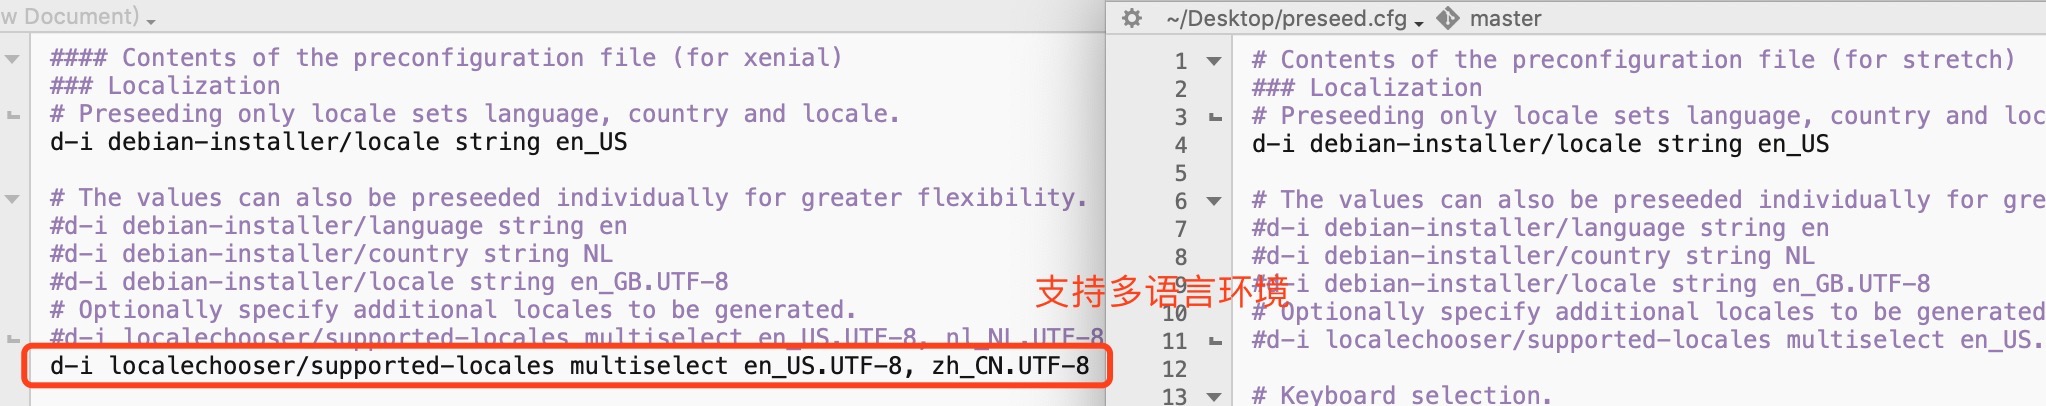 w Document)
#### Contents of the preconfiguration file (for xenial)
### Localization
# Preseeding only locale sets language, country and locale.
d-i debian-installer/locale string en_US
# The values can also be preseeded individually for greater flexibility.
#d-i debian-installer/language string en
#d-i debian-installer/country string NL
#d-i debian-installer/locale string en_GB.UTF-8
# Optionally specify additional locales to be generated.
#d-i localechooser/supported-locales multiselect en_US.UTF-8, nl_NL.UTF-8
d-i localechooser/supported-locales multiselect en_US.UTF-8, zh_CN.UTF-8
支持多语言环境
~/Desktop/preseed.cfg master
1 # Contents of the preconfiguration file (for stretch)
2 ### Localization
3 # Preseeding only locale sets language, country and loc
4 d-i debian-installer/locale string en_US
5
6 # The values can also be preseeded individually for gre
7 #d-i debian-installer/language string en
8 #d-i debian-installer/country string NL
9 #d-i debian-installer/locale string en_GB.UTF-8
10 # Optionally specify additional locales to be generated
11 #d-i localechooser/supported-locales multiselect en_US.
12
13 # Keyboard selection.